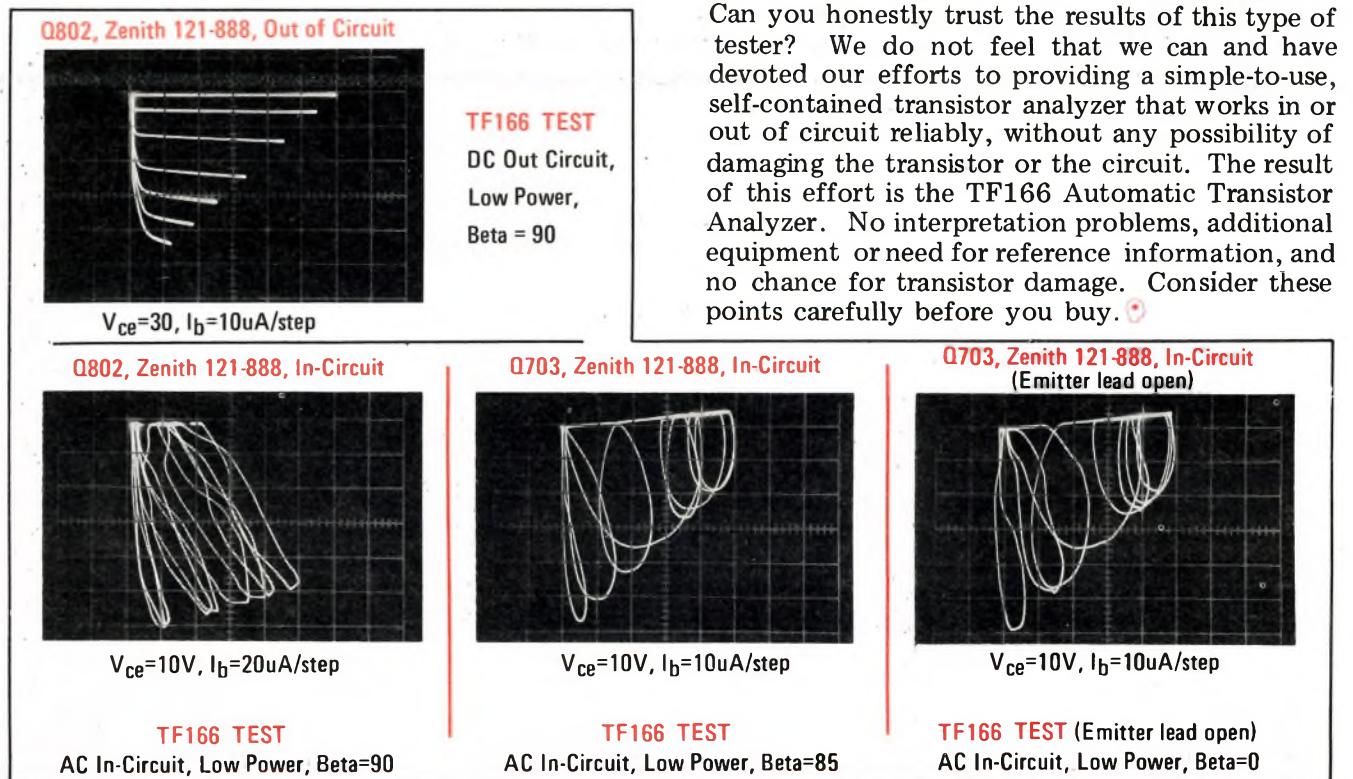 Q802, Zenith 121-888, Out of Circuit
TF166 TEST
DC Out Circuit,
Low Power,
Beta = 90
Vce=30, Ib=10uA/step
Can you honestly trust the results of this type of
tester? We do not feel that we can and have
devoted our efforts to providing a simple-to-use,
self-contained transistor analyzer that works in or
out of circuit reliably, without any possibility of
damaging the transistor or the circuit. The result
of this effort is the TF166 Automatic Transistor
Analyzer. No interpretation problems, additional
equipment or need for reference information, and
no chance for transistor damage. Consider these
points carefully before you buy.
Q802, Zenith 121-888, In-Circuit
Vce=10V, Ib=20uA/step
TF166 TEST
AC In-Circuit, Low Power, Beta=90
Q703, Zenith 121-888, In-Circuit
Vce=10V, Ib=10uA/step
TF166 TEST
AC In-Circuit, Low Power, Beta=85
Q703, Zenith 121-888, In-Circuit
(Emitter lead open)
Vce=10V, Ib=10uA/step
TF166 TEST (Emitter lead open)
AC In-Circuit, Low Power, Beta=0